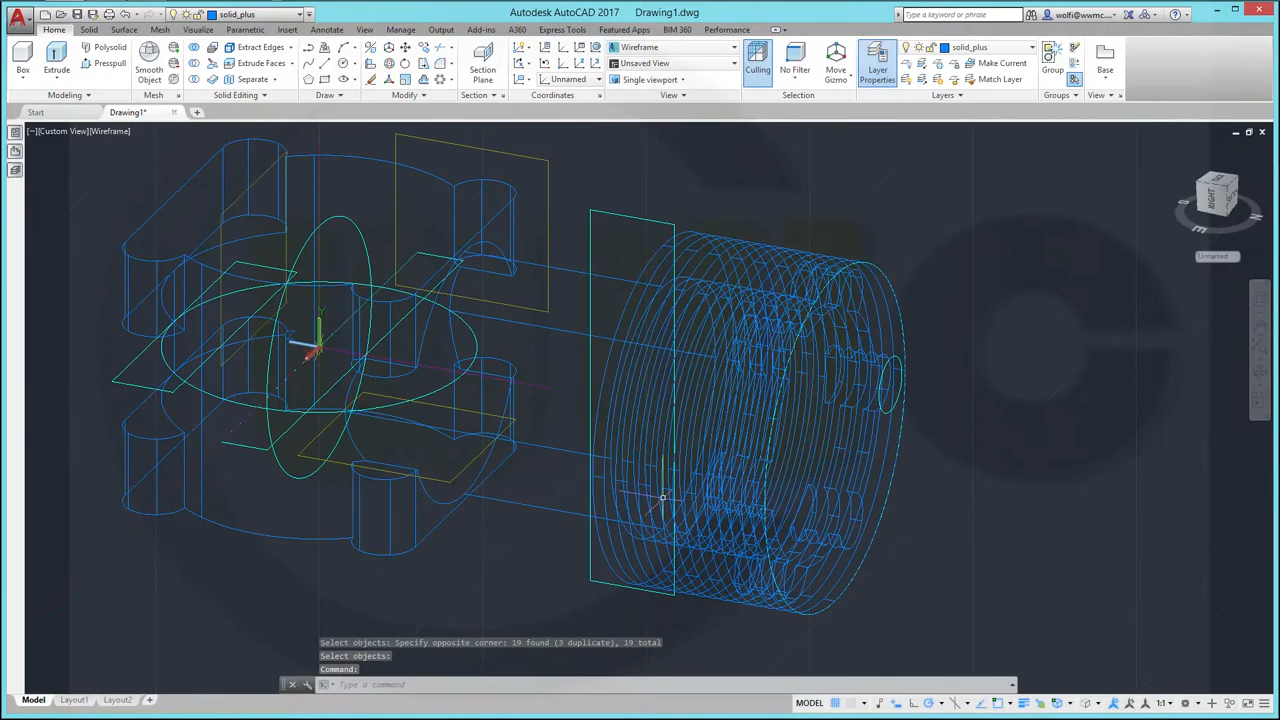 Autodesk AutoCAD 2017 Drawing1.dwg
solid_plus
Type a keyword or phrase
wolfi@wwmc...
Home Solid Surface Mesh Visualize Parametric Insert Annotate View Manage Output Add-ins A360 Express Tools Featured Apps BIM 360 Performance
Box
Extrude
Polysolid
Presspull
Smooth
Object
Extract Edges
Extrude Faces
Separate
Section
Plane
Unnamed
Wireframe
Unsaved View
Single viewport
Culling
No Filter
Move
Gizmo
Layer
Properties
solid_plus
Make Current
Match Layer
Group
Base
Modeling Mesh Solid Editing Draw Modify Section Coordinates View Selection Layers Groups View
Start Drawing1*
[−][Custom View][Wireframe]
RIGHT
Unnamed
Y
Select objects: Specify opposite corner: 19 found (3 duplicate), 19 total
Select objects:
Command:
Type a command
Model Layout1 Layout2
MODEL
1:1